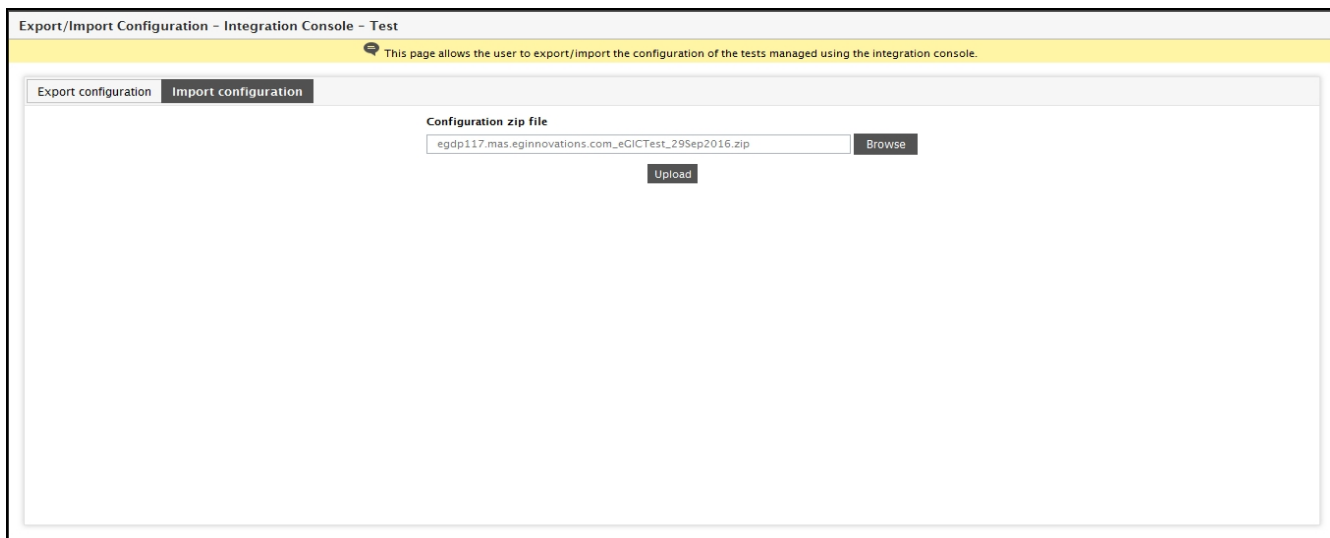 Export/Import Configuration – Integration Console – Test
This page allows the user to export/import the configuration of the tests managed using the integration console.
Export configuration Import configuration
Configuration zip file
egdp117.mas.eginnovations.com_eGICTest_29Sep2016.zip Browse
Upload